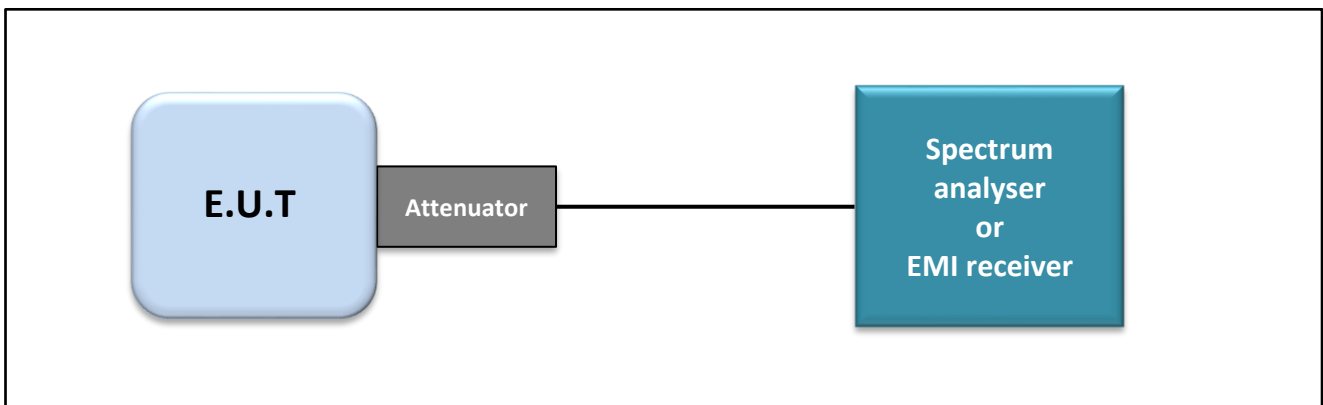 E.U.T
Attenuator
Spectrum
analyser
or
EMI receiver